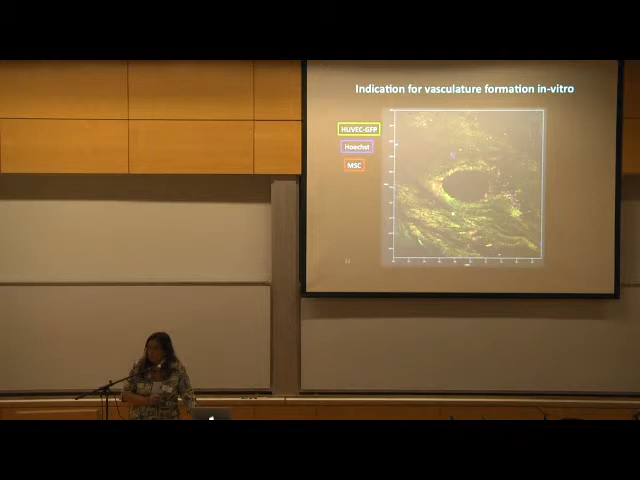 Indication for vasculature formation in-vitro
HUVEC-GFP
Hoechst
MSC